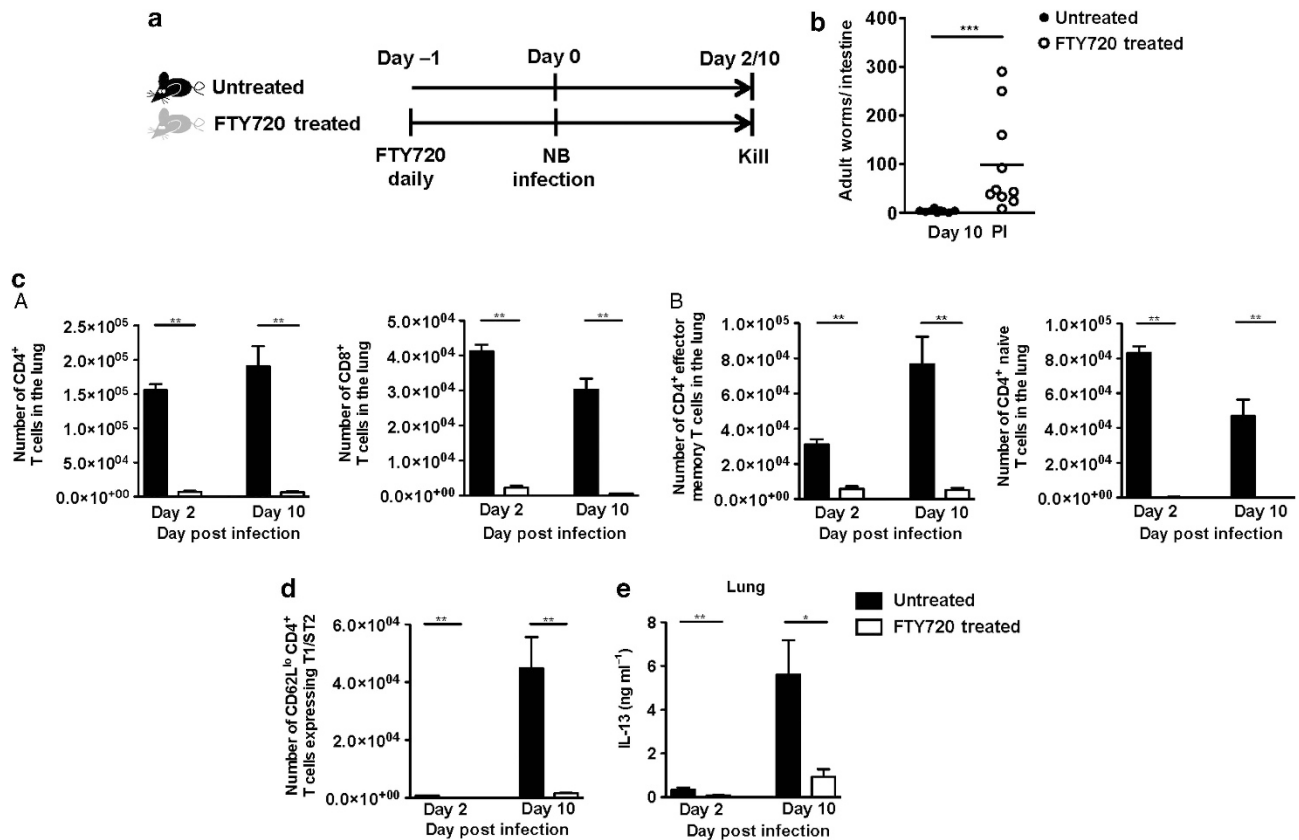 a
Day –1
Day 0
Day 2/10
Untreated
FTY720 treated
FTY720
daily
NB
infection
Kill
b
Adult worms/intestine
400
300
200
100
0
***
Day 10 PI
Untreated
FTY720 treated
c
A
Number of CD4+
T cells in the lung
2.5×10^05
2.0×10^05
1.5×10^05
1.0×10^05
5.0×10^04
0.0×10^+00
**
**
Day 2
Day 10
Day post infection
Number of CD8+
T cells in the lung
5.0×10^04
4.0×10^04
3.0×10^04
2.0×10^04
1.0×10^04
0.0×10^+00
**
**
Day 2
Day 10
Day post infection
B
Number of CD4+ effector
memory T cells in the lung
1.0×10^05
8.0×10^04
6.0×10^04
4.0×10^04
2.0×10^04
0.0×10^+00
**
**
Day 2
Day 10
Day post infection
Number of CD4+ naive
T cells in the lung
1.0×10^05
8.0×10^04
6.0×10^04
4.0×10^04
2.0×10^04
0.0×10^+00
**
**
Day 2
Day 10
Day post infection
d
Number of CD62L^lo CD4+
T cells expressing T1/ST2
6.0×10^04
4.0×10^04
2.0×10^04
0.0×10^+00
**
**
Day 2
Day 10
Day post infection
e
Lung
IL-13 (ng ml^−1)
8
6
4
2
0
**
*
Day 2
Day 10
Day post infection
Untreated
FTY720 treated